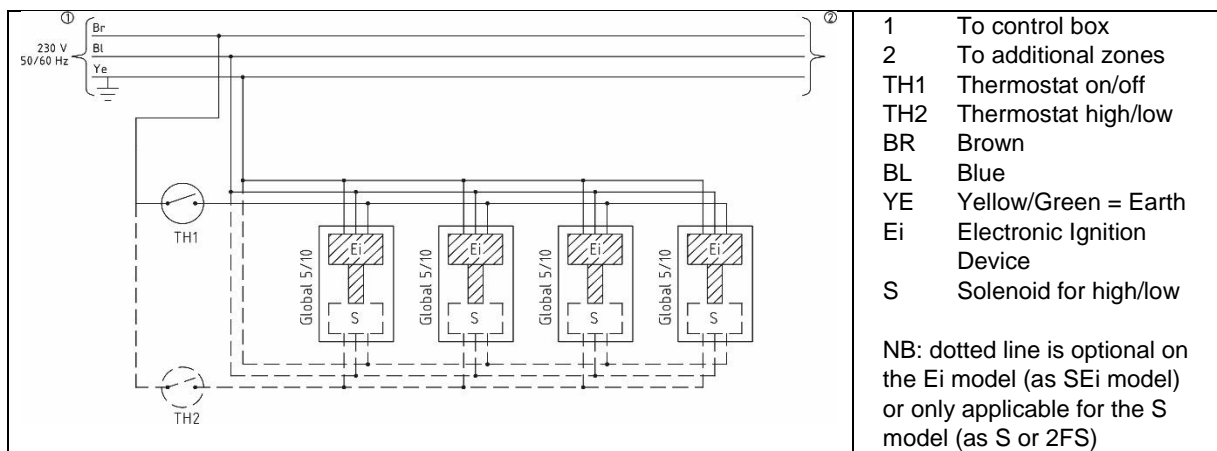 ①
②
Br
230 V
Bl
50/60 Hz
Ye
TH1
Ei
Ei
Ei
Ei
Global 5/10
Global 5/10
Global 5/10
Global 5/10
S
S
S
S
TH2
1 To control box
2 To additional zones
TH1 Thermostat on/off
TH2 Thermostat high/low
BR Brown
BL Blue
YE Yellow/Green = Earth
Ei Electronic Ignition
Device
S Solenoid for high/low
NB: dotted line is optional on
the Ei model (as SEi model)
or only applicable for the S
model (as S or 2FS)